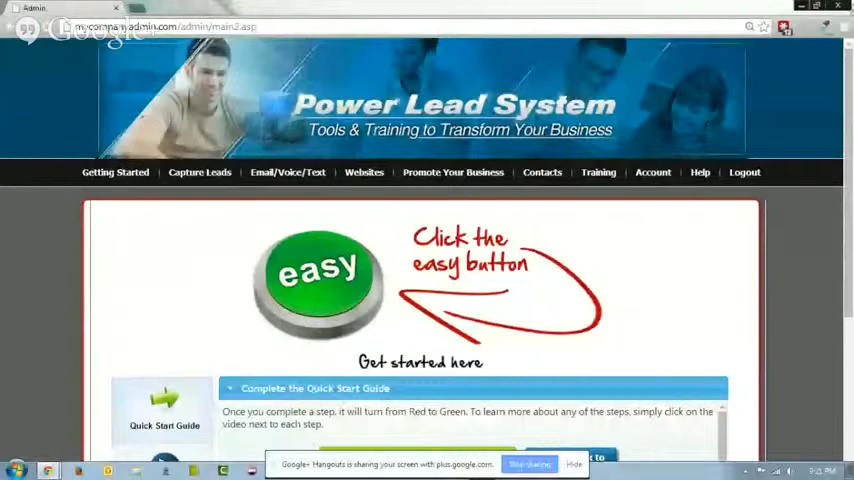 Admin.
mycompanyadmin.com/admin/main2.asp
Google+
Power Lead System
Tools & Training to Transform Your Business
Getting Started | Capture Leads | Email/Voice/Text | Websites | Promote Your Business | Contacts | Training | Account | Help | Logout
easy
Click the
easy button
Get started here
Complete the Quick Start Guide
Quick Start Guide
Once you complete a step, it will turn from Red to Green. To learn more about any of the steps, simply click on the
video next to each step.
Google+ Hangouts is sharing your screen with plus.google.com.
Stop sharing
Hide
9:21 PM